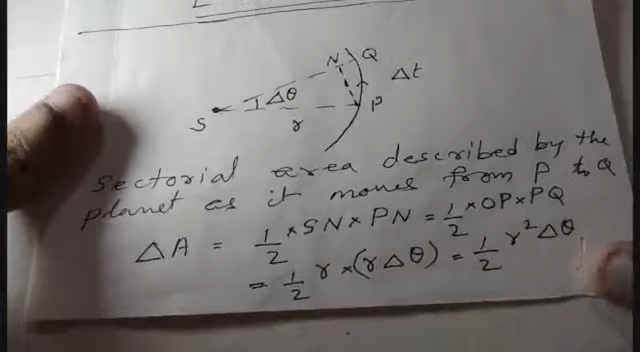 N
Q
Δt
Δθ
S
r
P
Sectorial area described by the
planet as it moves from P to Q
ΔA = 1/2 × SN × PN = 1/2 × OP × PQ
= 1/2 r × (rΔθ) = 1/2 r² Δθ